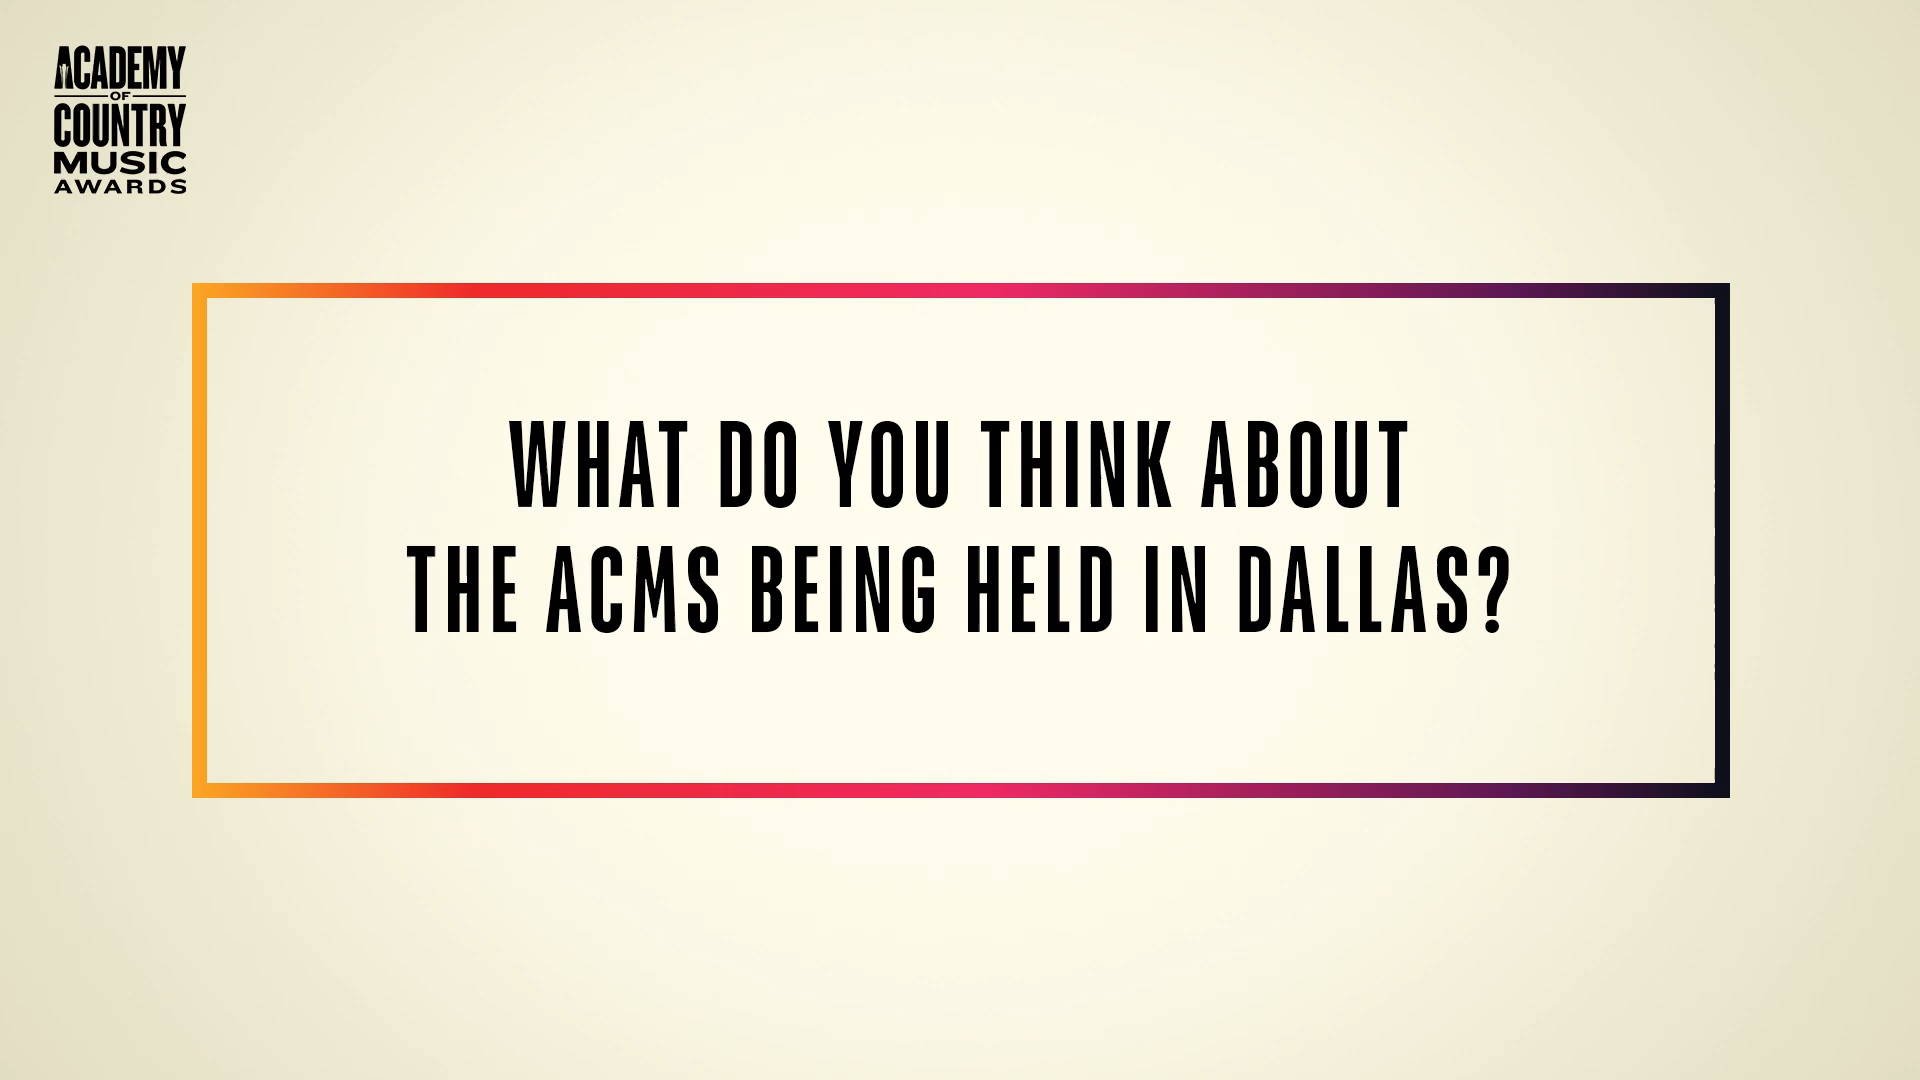 ACADEMY
OF
COUNTRY
MUSIC
AWARDS
WHAT DO YOU THINK ABOUT
THE ACMS BEING HELD IN DALLAS?